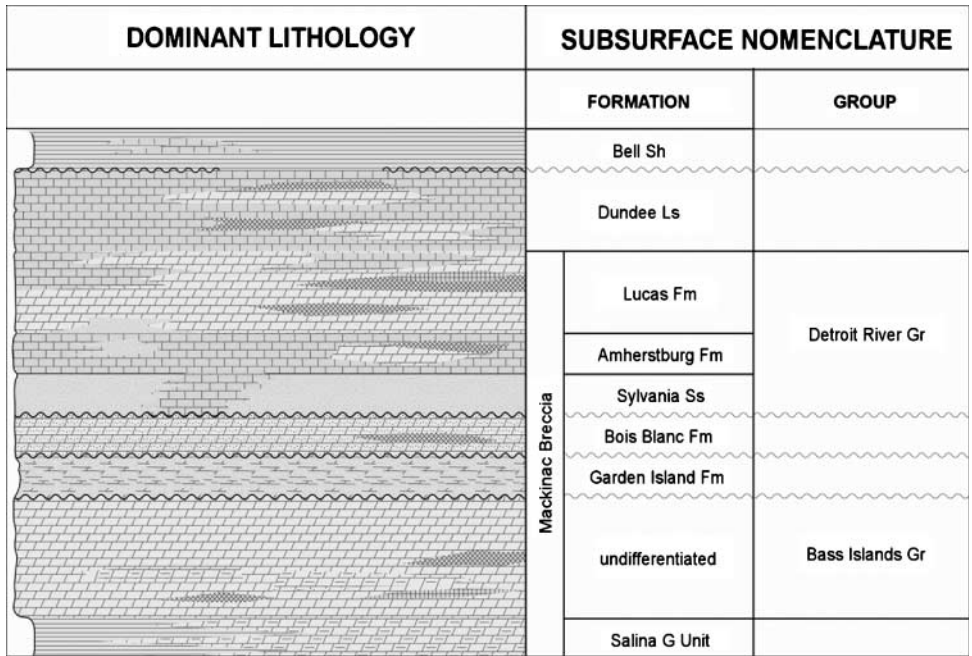 DOMINANT LITHOLOGY
SUBSURFACE NOMENCLATURE
FORMATION
GROUP
Bell Sh
Dundee Ls
Mackinac Breccia
Lucas Fm
Detroit River Gr
Amherstburg Fm
Sylvania Ss
Bois Blanc Fm
Garden Island Fm
undifferentiated
Bass Islands Gr
Salina G Unit